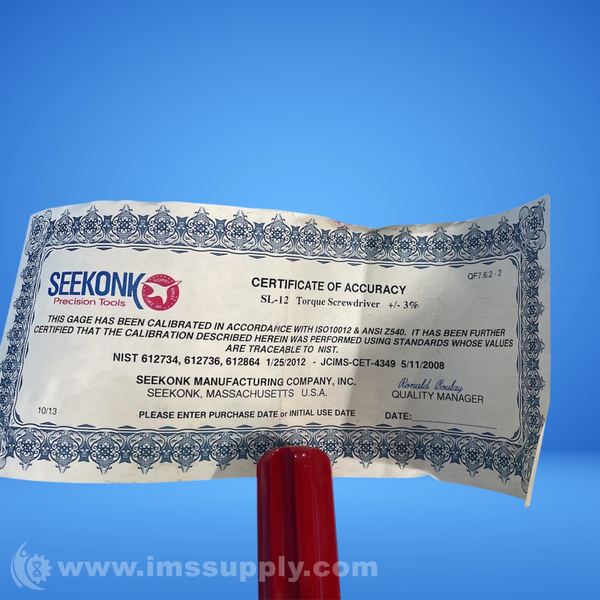 SEEKONK
Precision Tools
CERTIFICATE OF ACCURACY
QF7.6.2 - 2
SL-12 Torque Screwdriver +/- 3%
THIS GAGE HAS BEEN CALIBRATED IN ACCORDANCE WITH ISO10012 & ANSI Z540. IT HAS BEEN FURTHER
CERTIFIED THAT THE CALIBRATION DESCRIBED HEREIN WAS PERFORMED USING STANDARDS WHOSE VALUES
ARE TRACEABLE TO NIST.
NIST 612734, 612736, 612864 1/25/2012 - JCIMS-CET-4349 5/11/2008
SEEKONK MANUFACTURING COMPANY, INC.
SEEKONK, MASSACHUSETTS U.S.A.
Ronald Boulay
QUALITY MANAGER
10/13
PLEASE ENTER PURCHASE DATE or INITIAL USE DATE
DATE:
www.imssupply.com